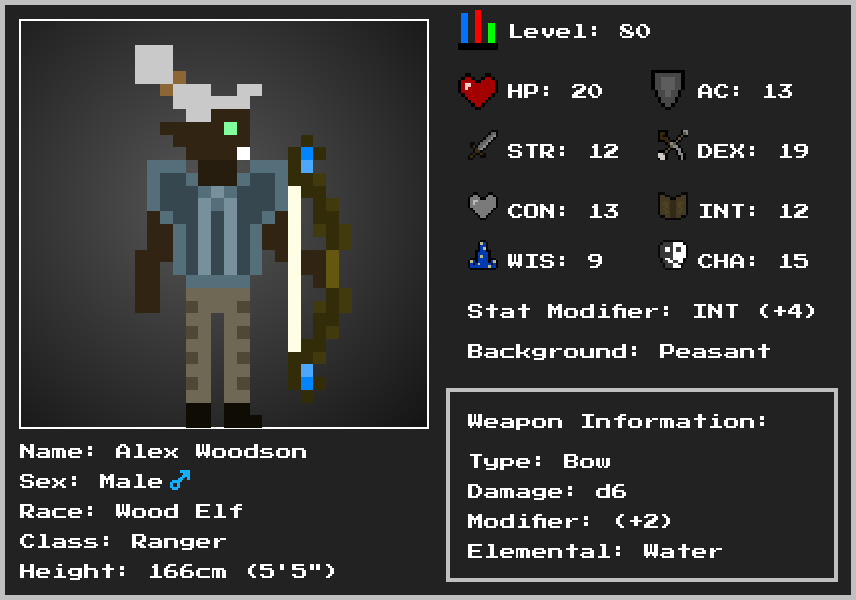 Level: 80
HP: 20 AC: 13
STR: 12 DEX: 19
CON: 13 INT: 12
WIS: 9 CHA: 15
Stat Modifier: INT (+4)
Background: Peasant
Weapon Information:
Type: Bow
Damage: d6
Modifier: (+2)
Elemental: Water
Name: Alex Woodson
Sex: Male♂
Race: Wood Elf
Class: Ranger
Height: 166cm (5'5")